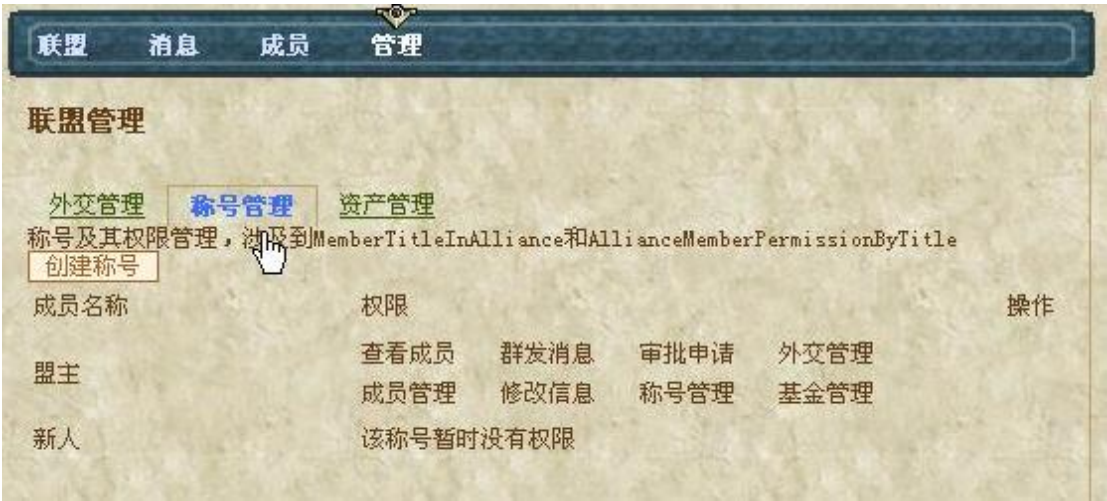 联盟 消息 成员 管理
联盟管理
外交管理 称号管理 资产管理
称号及其权限管理，涉及到MemberTitleInAlliance和AllianceMemberPermissionByTitle
创建称号
成员名称 权限 操作
查看成员 群发消息 审批申请 外交管理
盟主
成员管理 修改信息 称号管理 基金管理
新人 该称号暂时没有权限